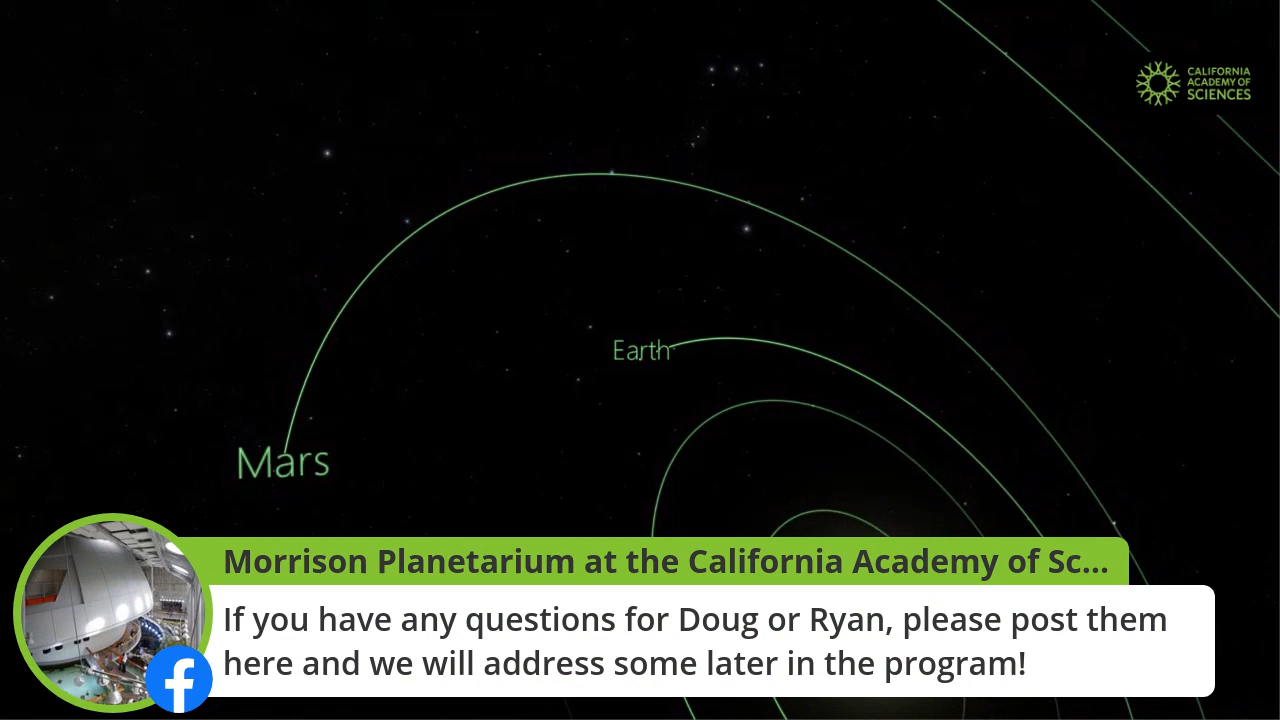 CALIFORNIA
ACADEMY OF
SCIENCES
Earth
Mars
Morrison Planetarium at the California Academy of Sc...
If you have any questions for Doug or Ryan, please post them
here and we will address some later in the program!